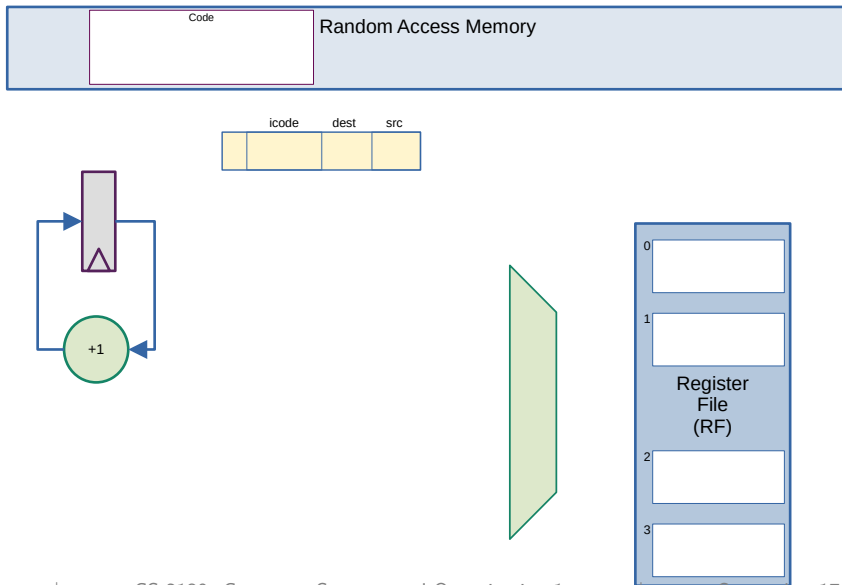 Code
Random Access Memory
icode dest src
0
1
+1
Register
File
(RF)
2
3